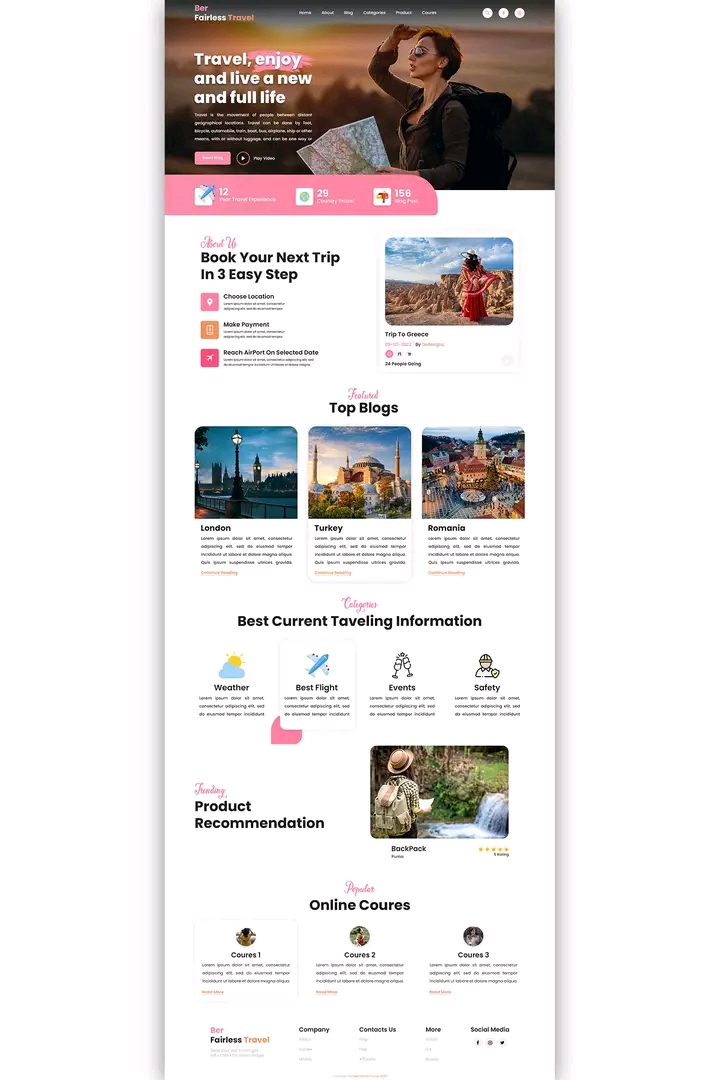 Ber
Fairless Travel
Home About Blog Categories Product Coures
Travel, enjoy
and live a new
and full life
Travel is the movement of people between distant
geographical locations. Travel can be done by foot,
bicycle, automobile, train, boat, bus, airplane, ship or other
means, with or without luggage, and can be one way or
Play Video
12
Year Travel Experience
29
156
Blog Post
About Us
Book Your Next Trip
In 3 Easy Step
Choose Location
Lorem ipsum dolor sit amet, consectetur
adipiscing elit, sed do eiusmod tempor
Make Payment
Lorem ipsum dolor sit amet, consectetur
adipiscing elit, sed do eiusmod tempor
Reach AirPort On Selected Date
Lorem ipsum dolor sit amet, consectetur adipiscing elit, sed
do eiusmod tempor incididunt ut labore et dolore magna aliqua.
Trip To Greece
By
24 People Going
Featured
Top Blogs
London
Lorem ipsum dolor sit amet, consectetur
adipiscing elit, sed do eiusmod tempor
incididunt ut labore et dolore magna aliqua.
Quis ipsum suspendisse ultrices gravida.
Continue Reading
Turkey
Lorem ipsum dolor sit amet, consectetur
adipiscing elit, sed do eiusmod tempor
incididunt ut labore et dolore magna aliqua.
Quis ipsum suspendisse ultrices gravida.
Continue Reading
Romania
Lorem ipsum dolor sit amet, consectetur
adipiscing elit, sed do eiusmod tempor
incididunt ut labore et dolore magna aliqua.
Quis ipsum suspendisse ultrices gravida.
Continue Reading
Categories
Best Current Taveling Information
Weather
Lorem ipsum dolor sit amet,
consectetur adipiscing elit, sed
do eiusmod tempor incididunt
Best Flight
Lorem ipsum dolor sit amet,
consectetur adipiscing elit, sed
do eiusmod tempor incididunt
Events
Lorem ipsum dolor sit amet,
consectetur adipiscing elit, sed
do eiusmod tempor incididunt
Safety
Lorem ipsum dolor sit amet,
consectetur adipiscing elit, sed
do eiusmod tempor incididunt
Trending
Product
Recommendation
BackPack
Puma
5 Rating
Popular
Online Coures
Coures 1
Lorem ipsum dolor sit amet, consectetur
adipiscing elit, sed do eiusmod tempor
incididunt ut labore et dolore magna aliqua.
Read More
Coures 2
Lorem ipsum dolor sit amet, consectetur
adipiscing elit, sed do eiusmod tempor
incididunt ut labore et dolore magna aliqua.
Read More
Coures 3
Lorem ipsum dolor sit amet, consectetur
adipiscing elit, sed do eiusmod tempor
incididunt ut labore et dolore magna aliqua.
Read More
Ber
Fairless Travel
Company
Contacts Us
More
Social Media